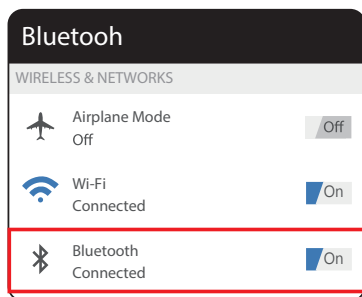 Bluetooh
WIRELESS & NETWORKS
Airplane Mode
Off
Off
Wi-Fi
Connected
On
Bluetooth
Connected
On